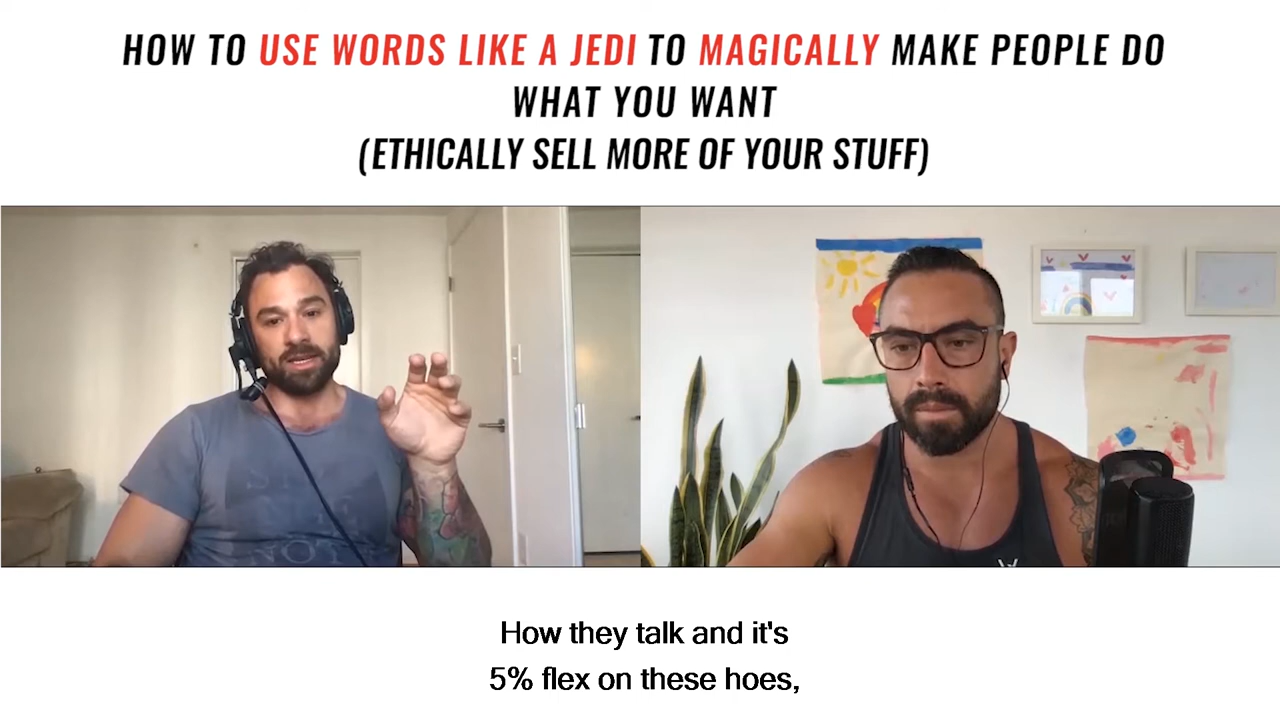 HOW TO USE WORDS LIKE A JEDI TO MAGICALLY MAKE PEOPLE DO
WHAT YOU WANT
(ETHICALLY SELL MORE OF YOUR STUFF)
How they talk and it's
5% flex on these hoes,